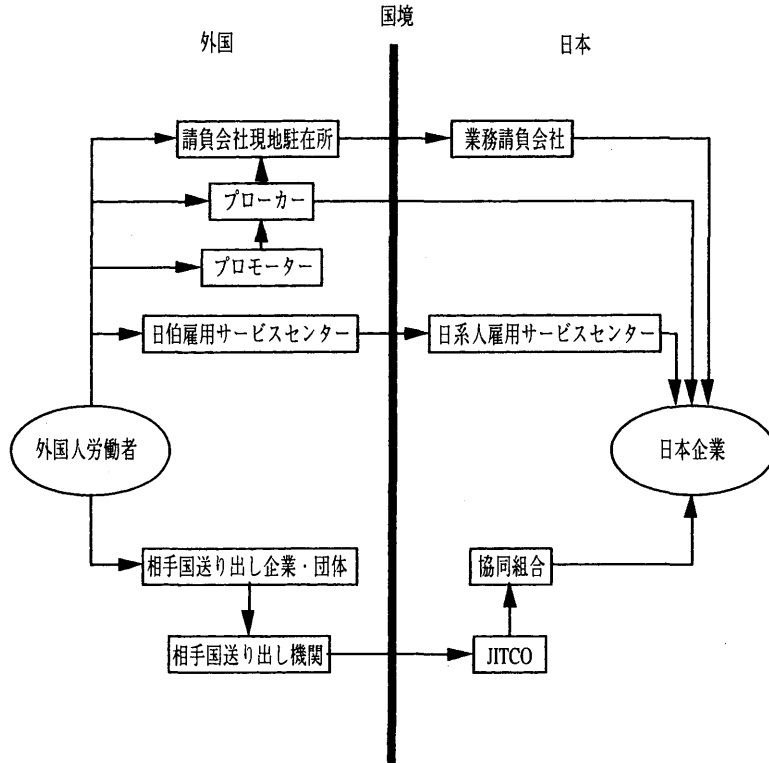 国境
外国
日本
請負会社現地駐在所
業務請負会社
ブローカー
プロモーター
日伯雇用サービスセンター
日系人雇用サービスセンター
外国人労働者
日本企業
相手国送り出し企業・団体
協同組合
相手国送り出し機関
JITCO